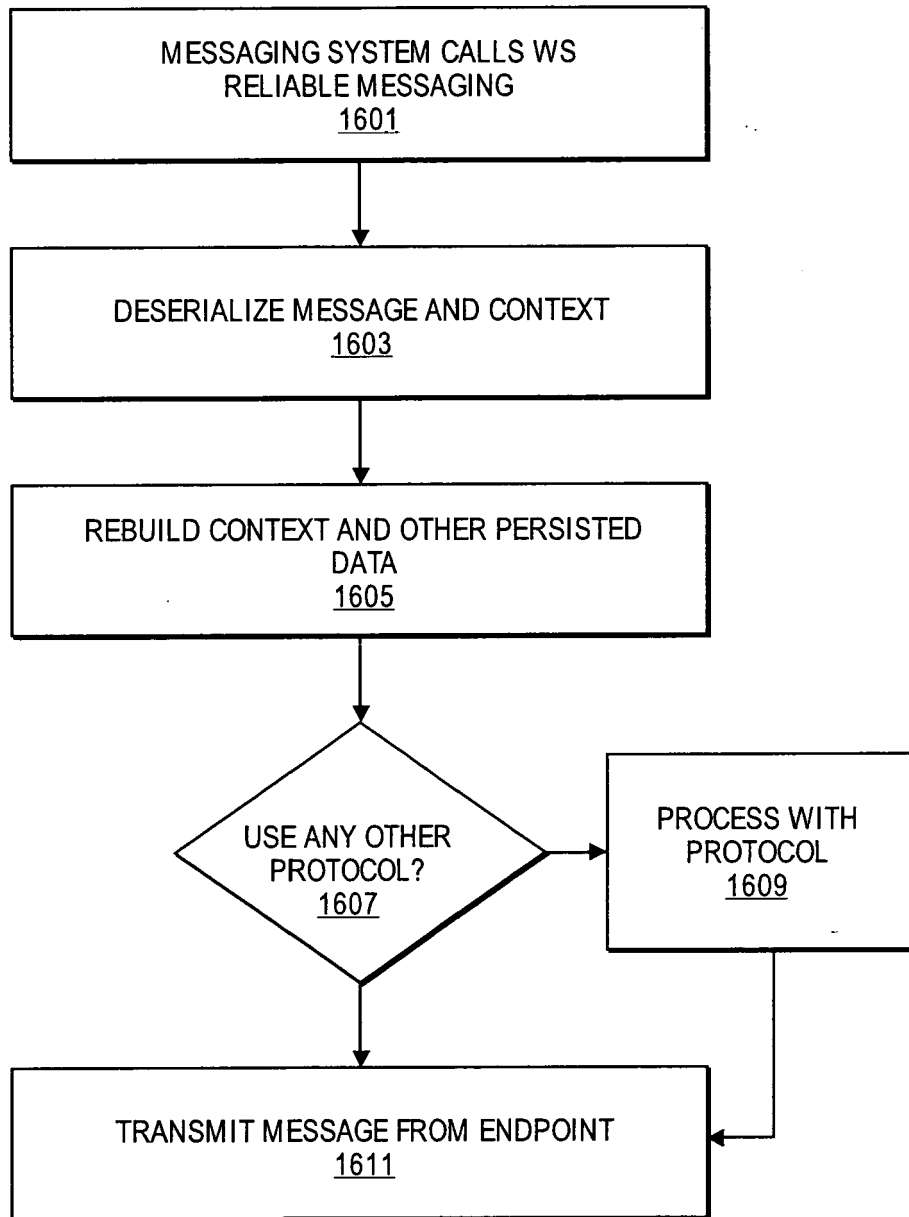 MESSAGING SYSTEM CALLS WS
RELIABLE MESSAGING
1601
DESERIALIZE MESSAGE AND CONTEXT
1603
REBUILD CONTEXT AND OTHER PERSISTED
DATA
1605
USE ANY OTHER
PROTOCOL?
1607
PROCESS WITH
PROTOCOL
1609
TRANSMIT MESSAGE FROM ENDPOINT
1611